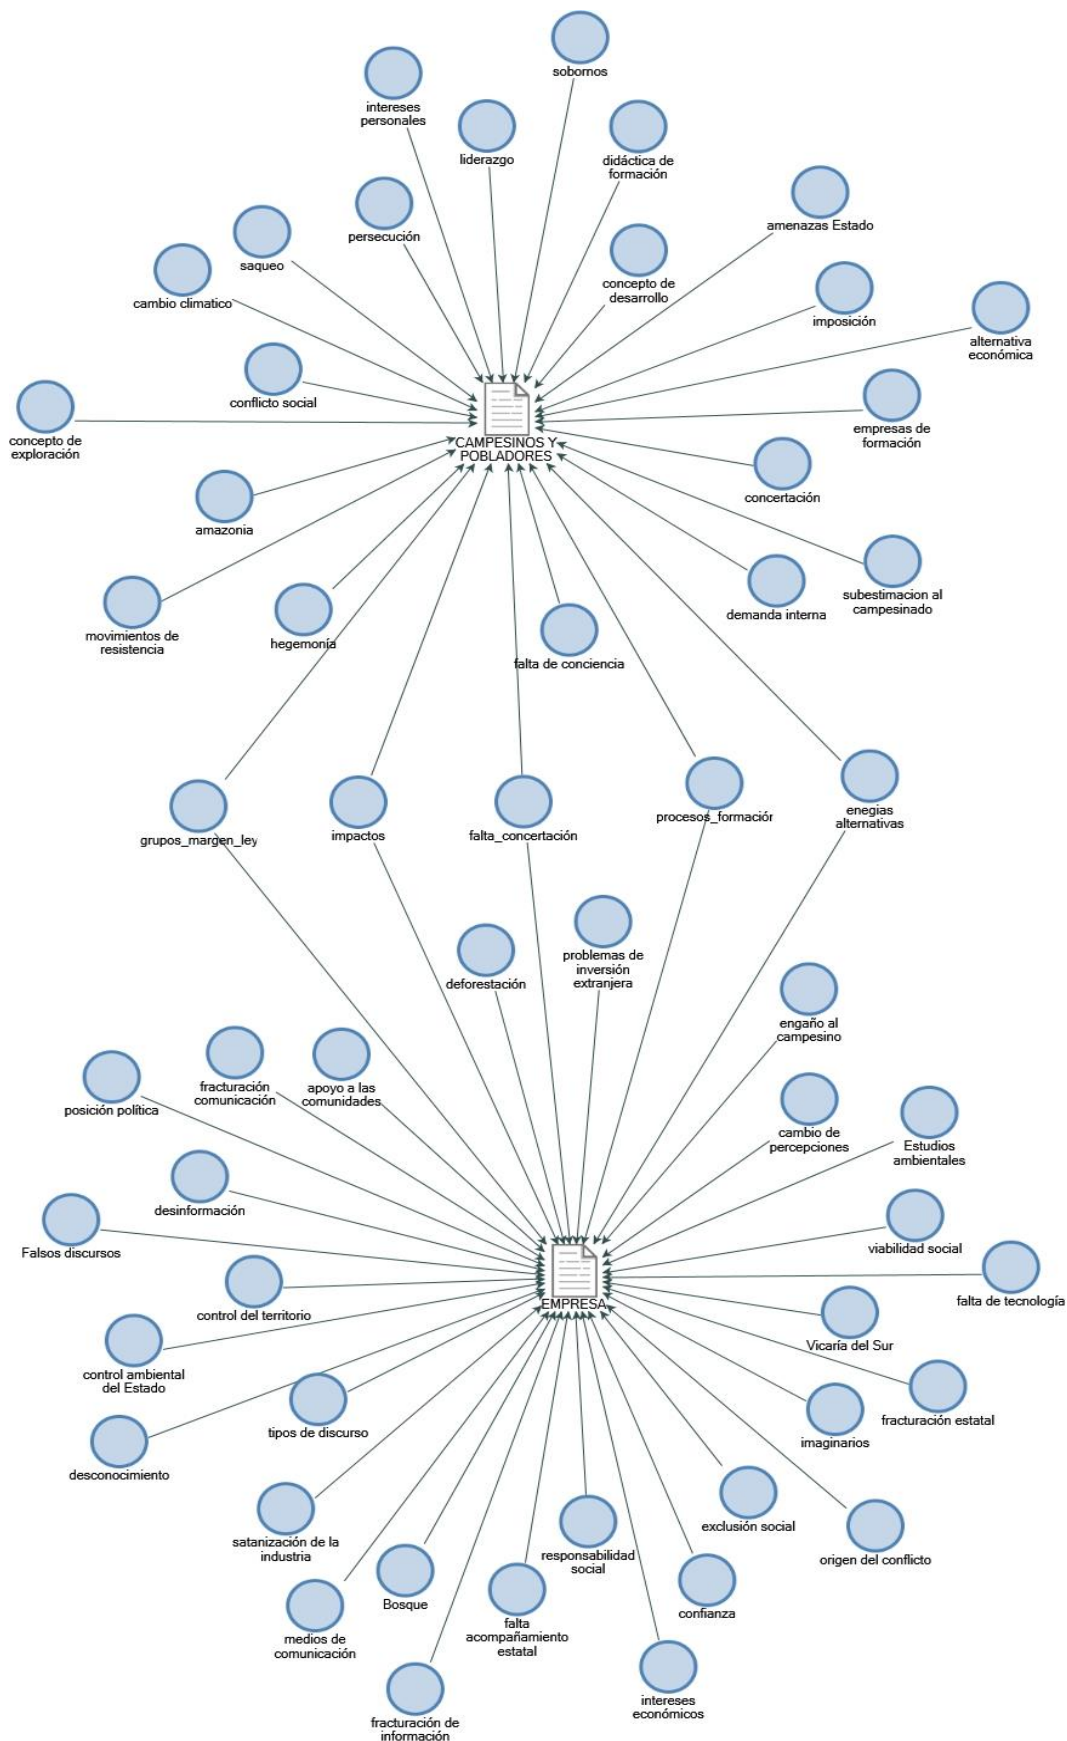 sobornos
intereses
personales
liderazgo
didáctica de
formación
amenazas Estado
persecución
saqueo
concepto de
desarrollo
cambio climatico
imposición
alternativa
económica
conflicto social
empresas de
formación
concepto de
exploración
CAMPESINOS Y
POBLADORES
concertación
amazonia
subestimacion al
campesinado
demanda interna
movimientos de
resistencia
hegemonía
falta de conciencia
grupos_margen_ley
impactos
falta_concertación
procesos_formación
enegias
alternativas
deforestación
problemas de
inversión
extranjera
engaño al
campesino
fracturación
comunicación
apoyo a las
comunidades
posición política
cambio de
percepciones
Estudios
ambientales
desinformación
Falsos discursos
viabilidad social
control del territorio
EMPRESA
falta de tecnología
Vicaría del Sur
control ambiental
del Estado
fracturación estatal
tipos de discurso
imaginarios
desconocimiento
satanización de la
industria
exclusión social
origen del conflicto
responsabilidad
social
Bosque
confianza
medios de
comunicación
falta
acompañamiento
estatal
intereses
económicos
fracturación de
información